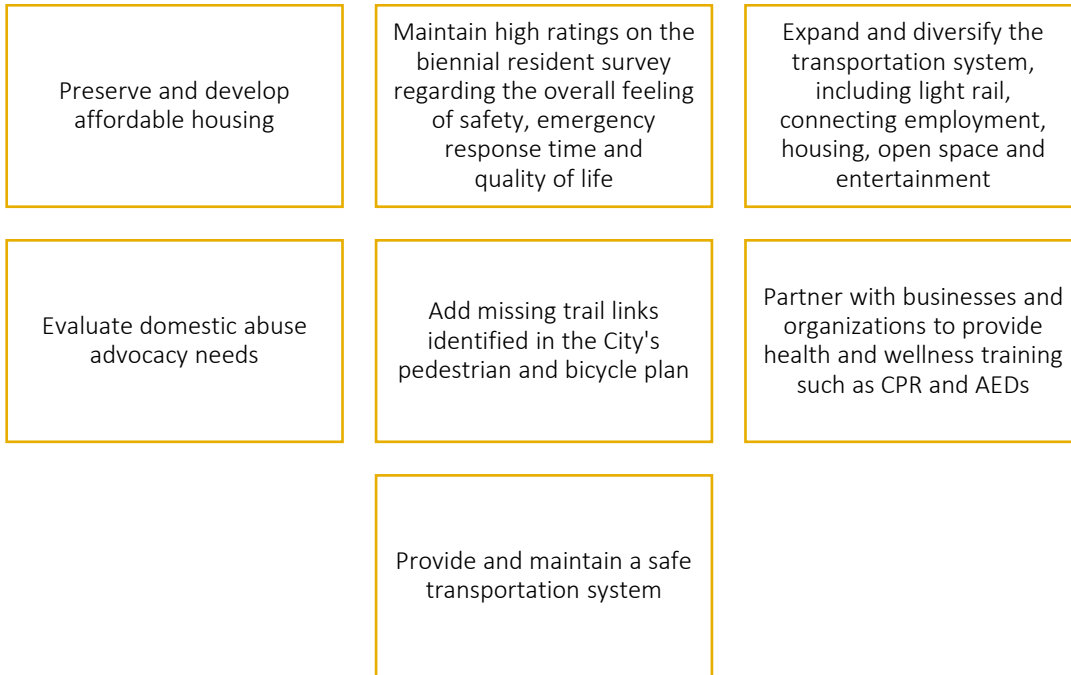 Preserve and develop
affordable housing
Maintain high ratings on the
biennial resident survey
regarding the overall feeling
of safety, emergency
response time and
quality of life
Expand and diversify the
transportation system,
including light rail,
connecting employment,
housing, open space and
entertainment
Evaluate domestic abuse
advocacy needs
Add missing trail links
identified in the City's
pedestrian and bicycle plan
Partner with businesses and
organizations to provide
health and wellness training
such as CPR and AEDs
Provide and maintain a safe
transportation system